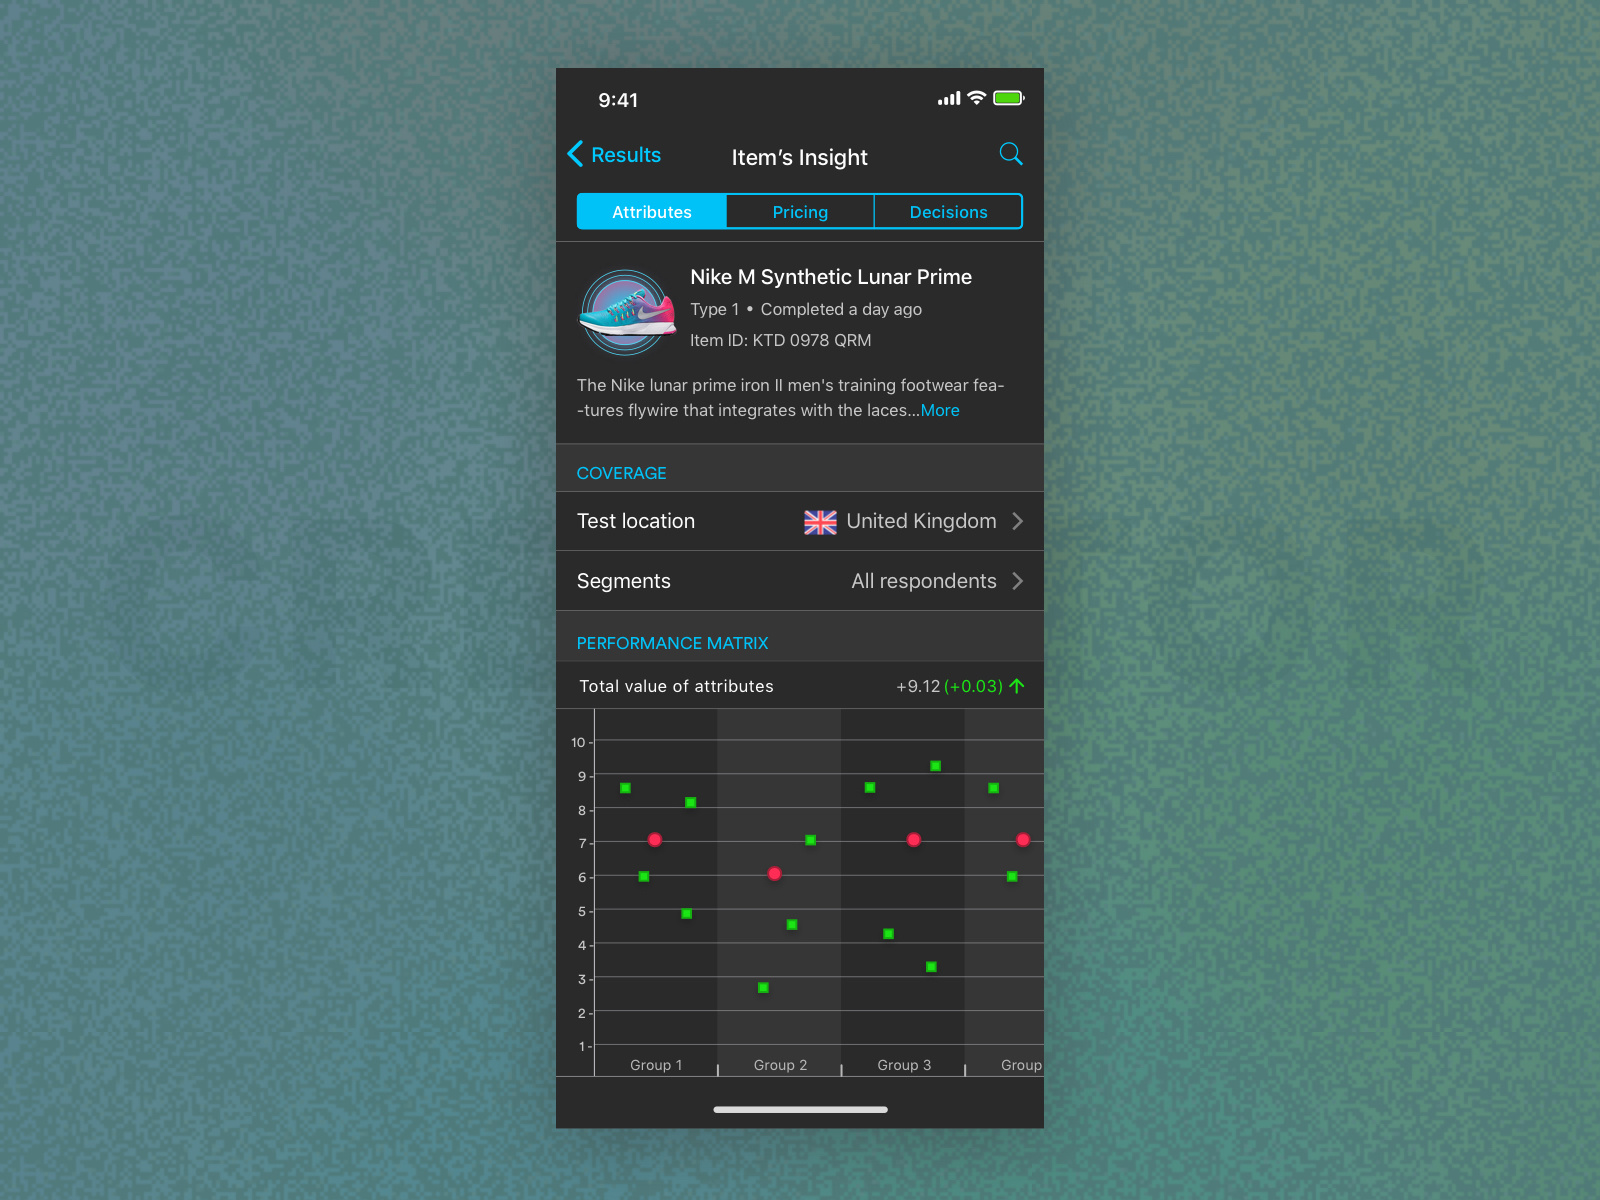 9:41
Results
Item’s Insight
Attributes
Pricing
Decisions
Nike M Synthetic Lunar Prime
Type 1 • Completed a day ago
Item ID: KTD 0978 QRM
The Nike lunar prime iron II men's training footwear fea-
-tures flywire that integrates with the laces...More
COVERAGE
Test location
United Kingdom
Segments
All respondents
PERFORMANCE MATRIX
Total value of attributes
+9.12 (+0.03)
10
9
8
7
6
5
4
3
2
1
Group 1
Group 2
Group 3
Group